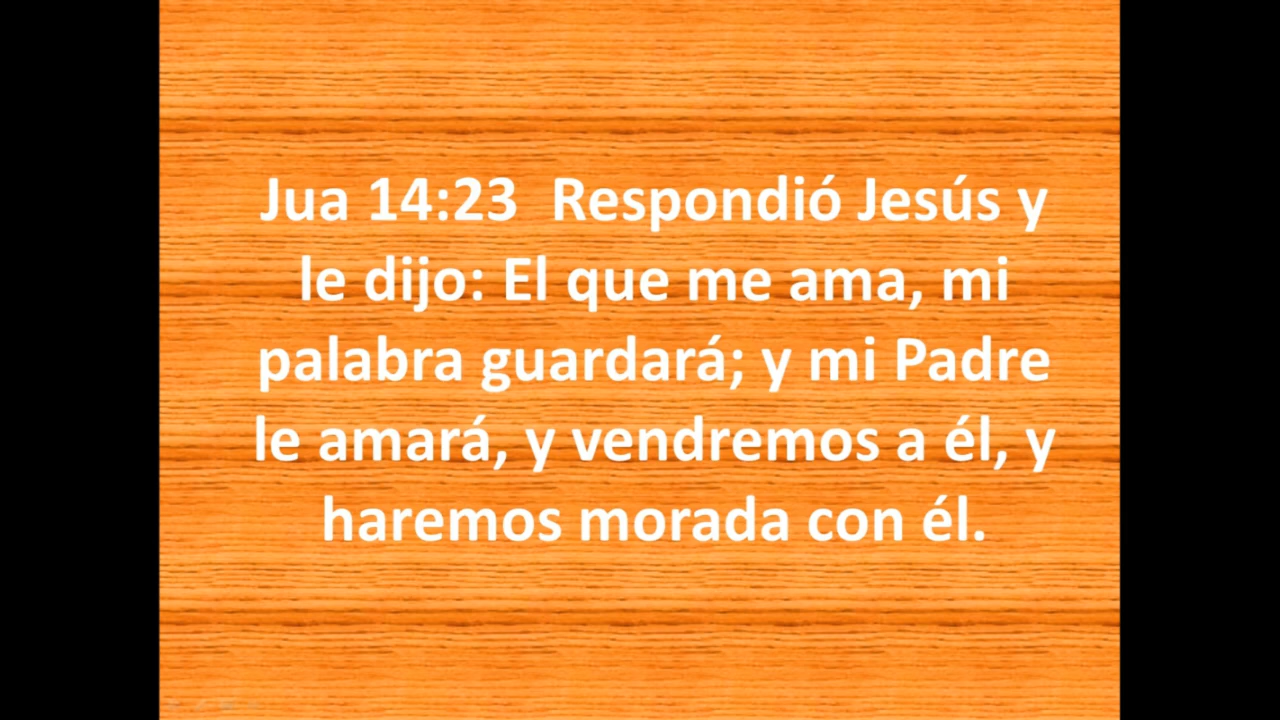 Jua 14:23  Respondió Jesús y
le dijo: El que me ama, mi
palabra guardará; y mi Padre
le amará, y vendremos a él, y
haremos morada con él.